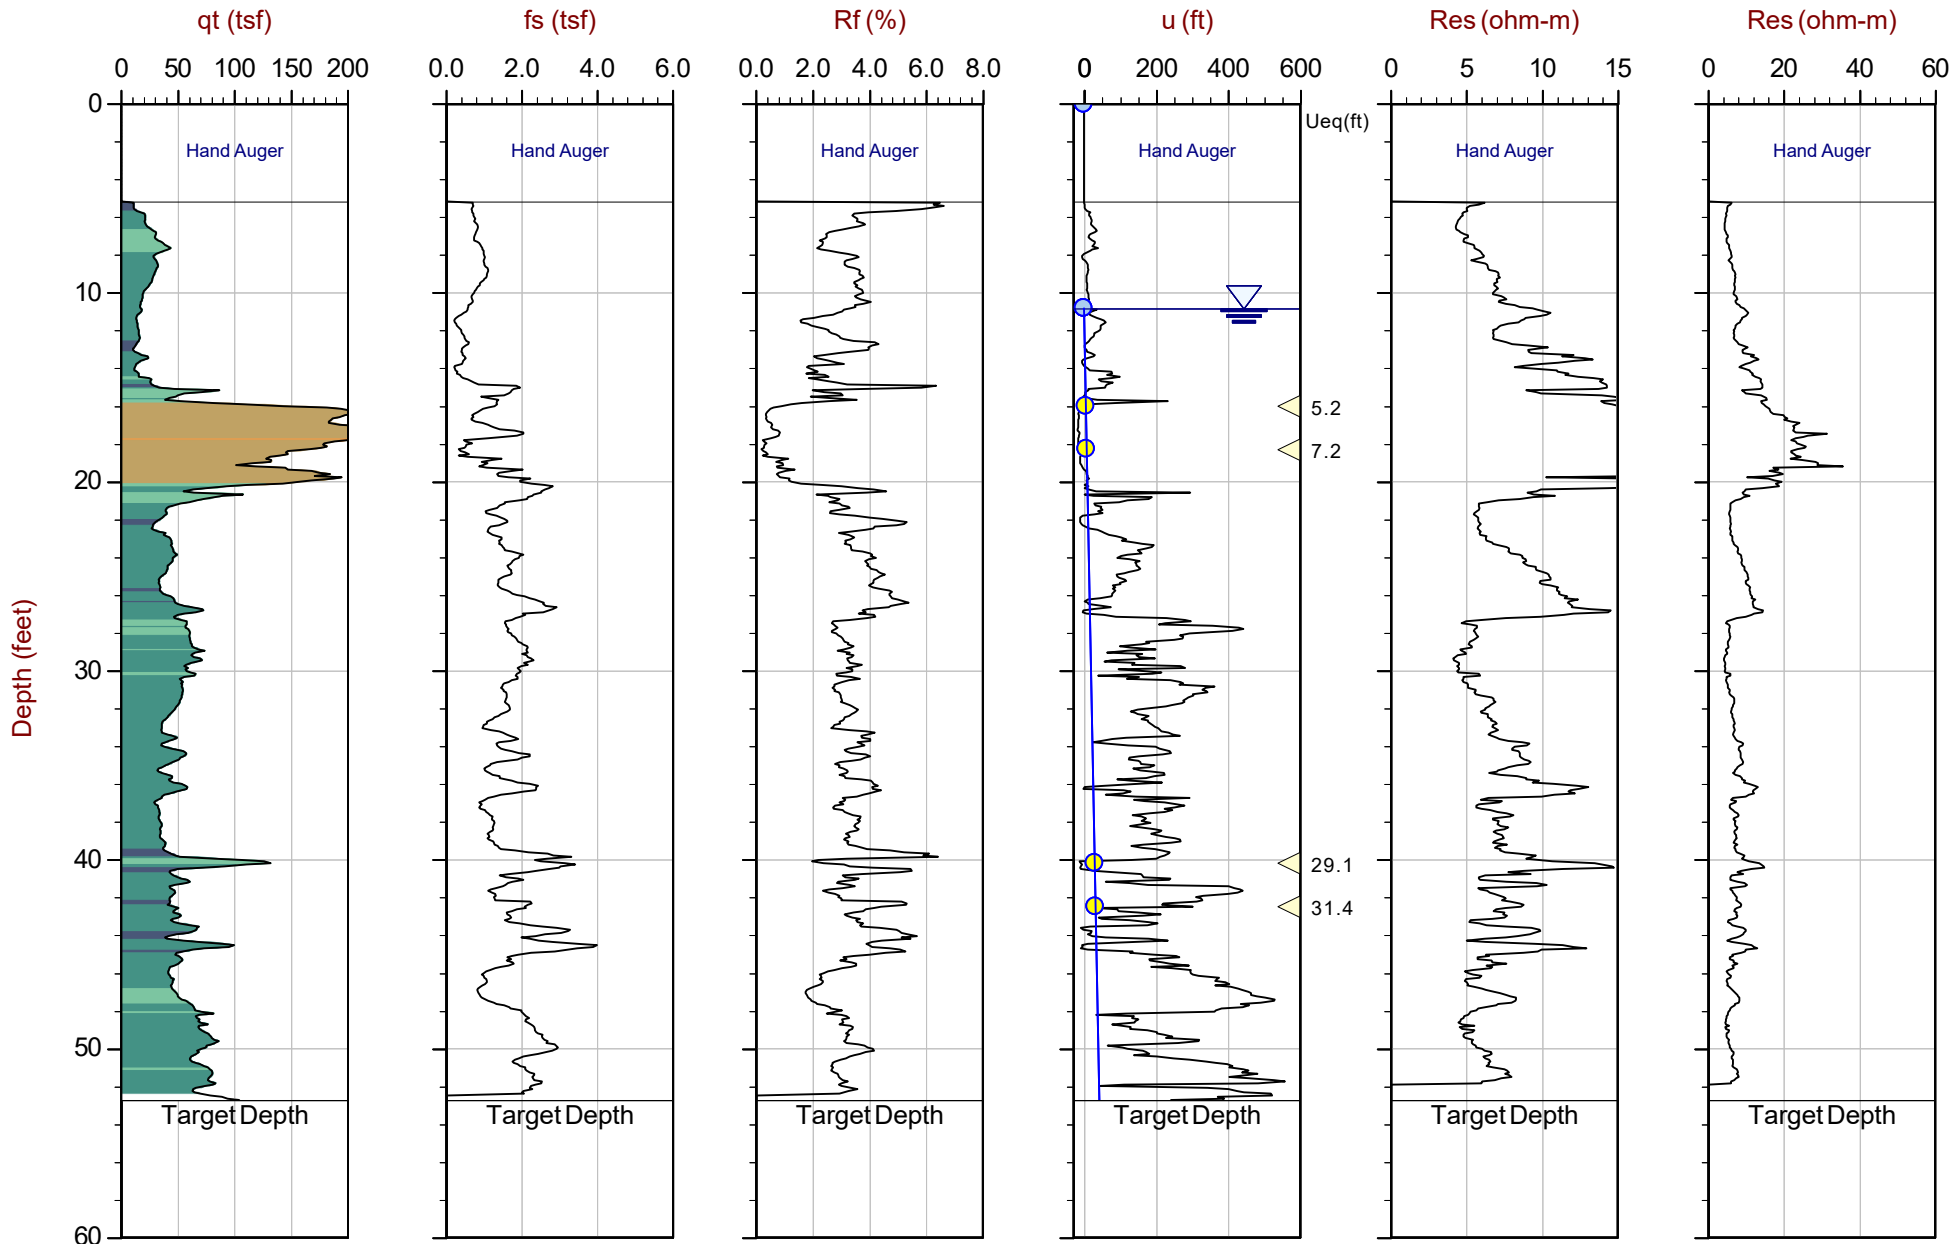 qt (tsf) fs (tsf) Rf (%) u (ft) Res (ohm-m) Res (ohm-m)
0 50 100 150 200 0.0 2.0 4.0 6.0 0.0 2.0 4.0 6.0 8.0 0 200 400 600 0 5 10 15 0 20 40 60
0
Ueq(ft)
Hand Auger Hand Auger Hand Auger Hand Auger Hand Auger Hand Auger
10
5.2
7.2
20
30
Depth (feet)
40
29.1
31.4
50
Target Depth Target Depth Target Depth Target Depth Target Depth Target Depth
60